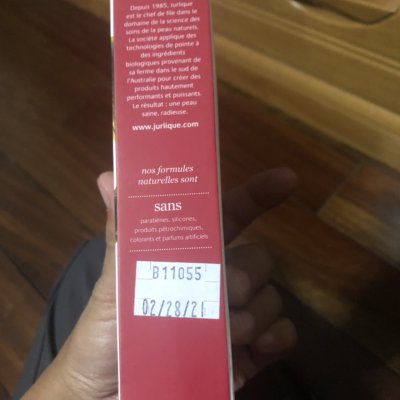 Depuis 1985, Jurlique
est le chef de file dans le
domaine de la science des
soins de la peau naturels.
La société applique des
technologies de pointe à
des ingrédients
biologiques provenant de
sa ferme dans le sud de
l'Australie pour créer des
produits hautement
performants et puissants.
Le résultat : une peau
saine, radieuse.
www.jurlique.com
nos formules
naturelles sont
sans
parabènes, silicones,
produits pétrochimiques,
colorants et parfums artificiels
B11055
02/28/21